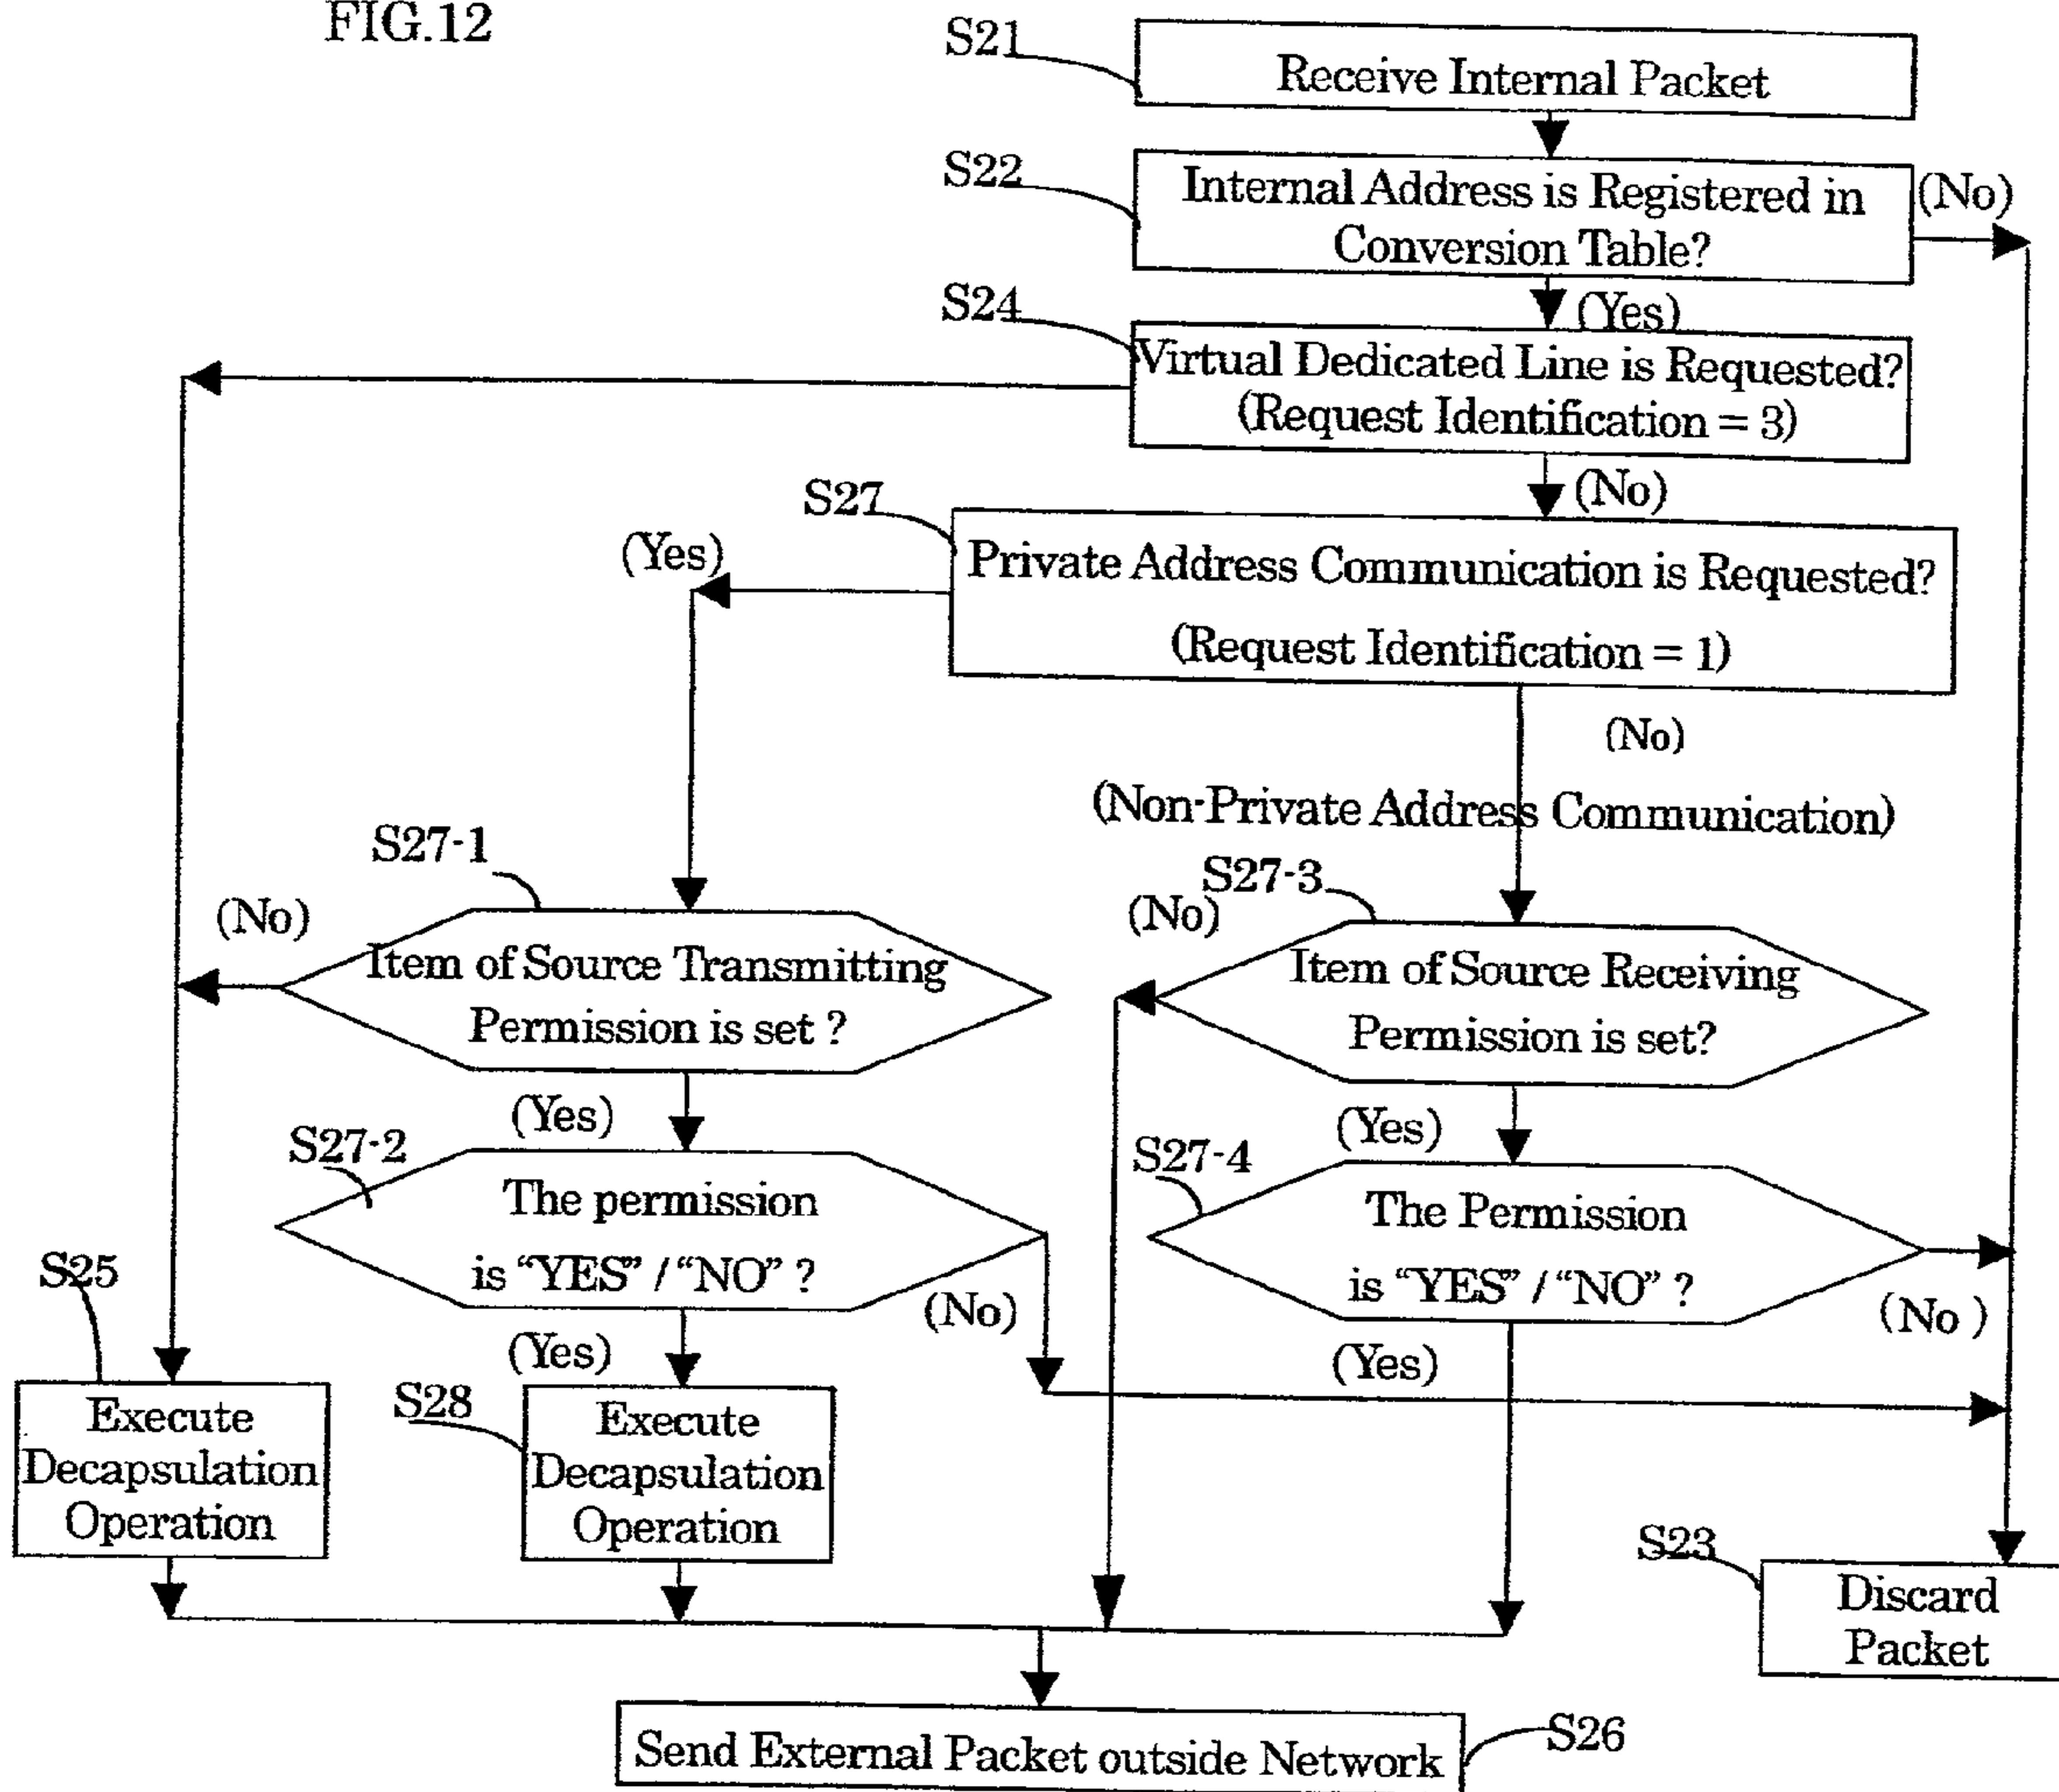 FIG.12
S21
Receive Internal Packet
S22
Internal Address is Registered in
Conversion Table?
(No)
(Yes)
S24
Virtual Dedicated Line is Requested?
(Request Identification = 3)
(No)
S27
Private Address Communication is Requested?
(Request Identification = 1)
(Yes)
(No)
(Non-Private Address Communication)
S27-1
(No)
Item of Source Transmitting
Permission is set ?
S27-3
(No)
Item of Source Receiving
Permission is set?
(Yes)
(Yes)
S27-2
The permission
is “YES” / “NO” ?
(No)
(Yes)
S27-4
The Permission
is “YES” / “NO” ?
(No )
(Yes)
S25
Execute
Decapsulation
Operation
S28
Execute
Decapsulation
Operation
S23
Discard
Packet
Send External Packet outside Network
S26